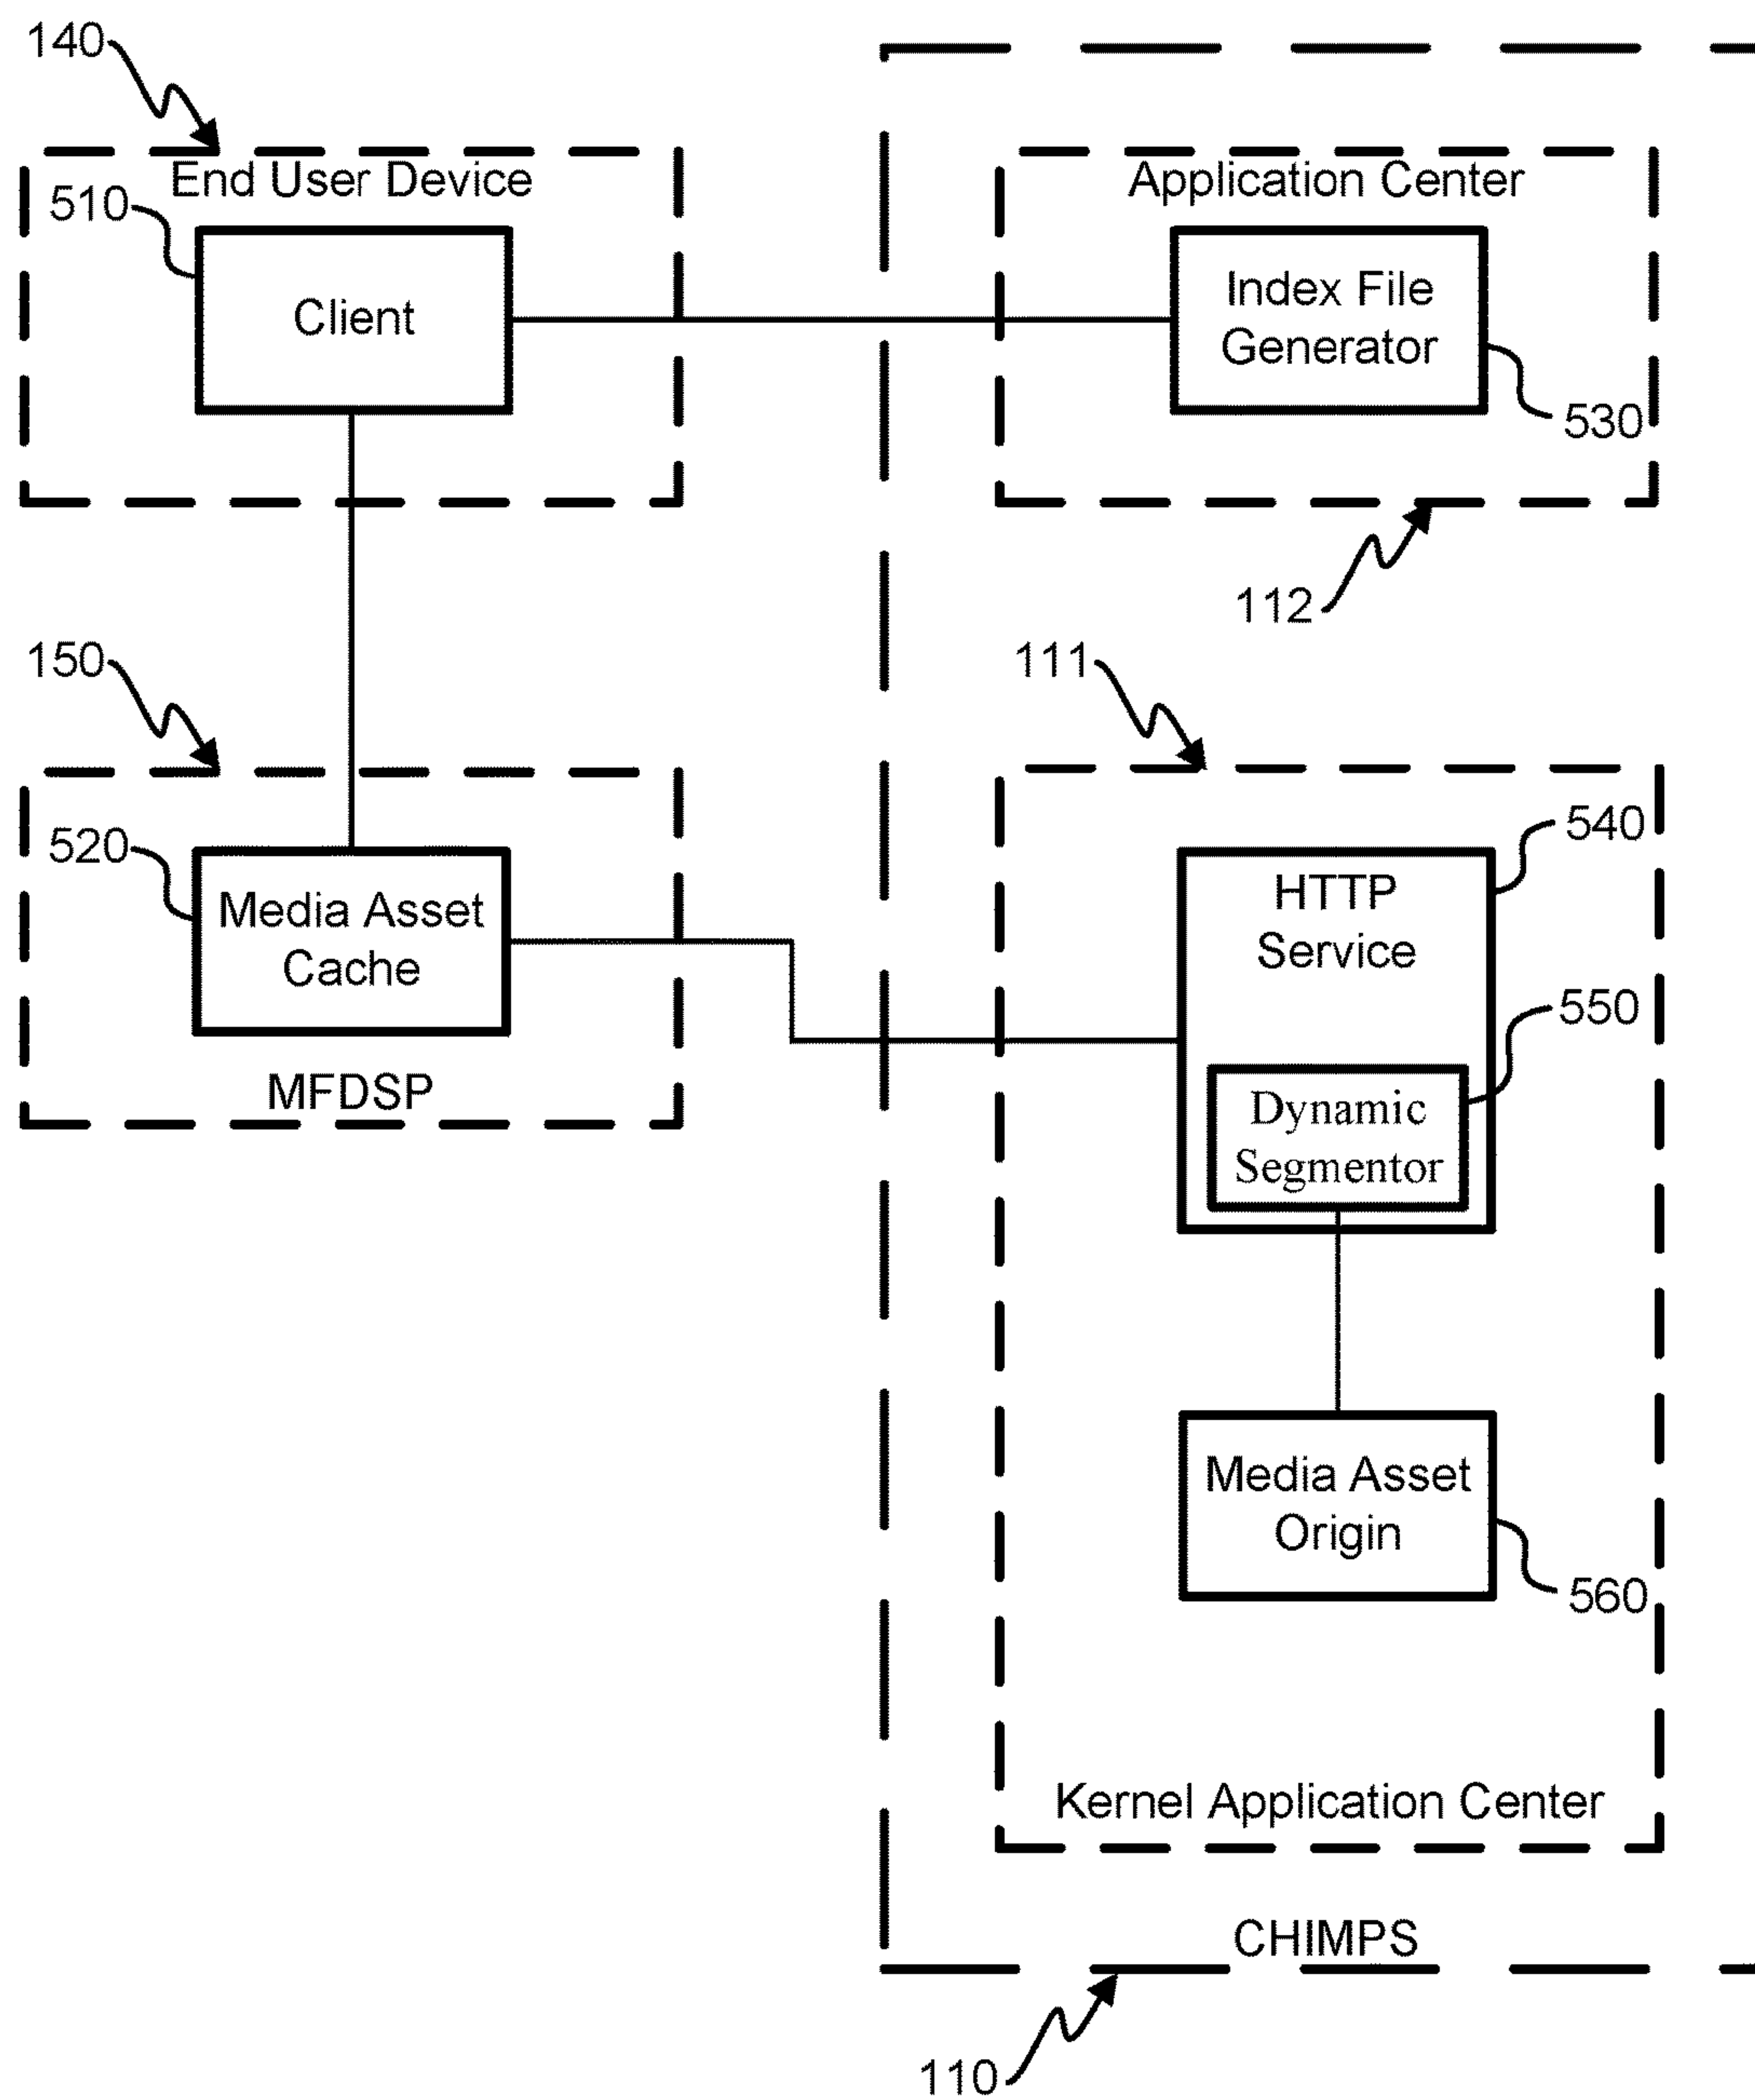 140
End User Device
Application Center
510
Client
Index File
Generator
530
112
150
111
520
Media Asset
Cache
MFDSP
540
HTTP
Service
550
Dynamic
Segmentor
Media Asset
Origin
560
Kernel Application Center
CHIMPS
110